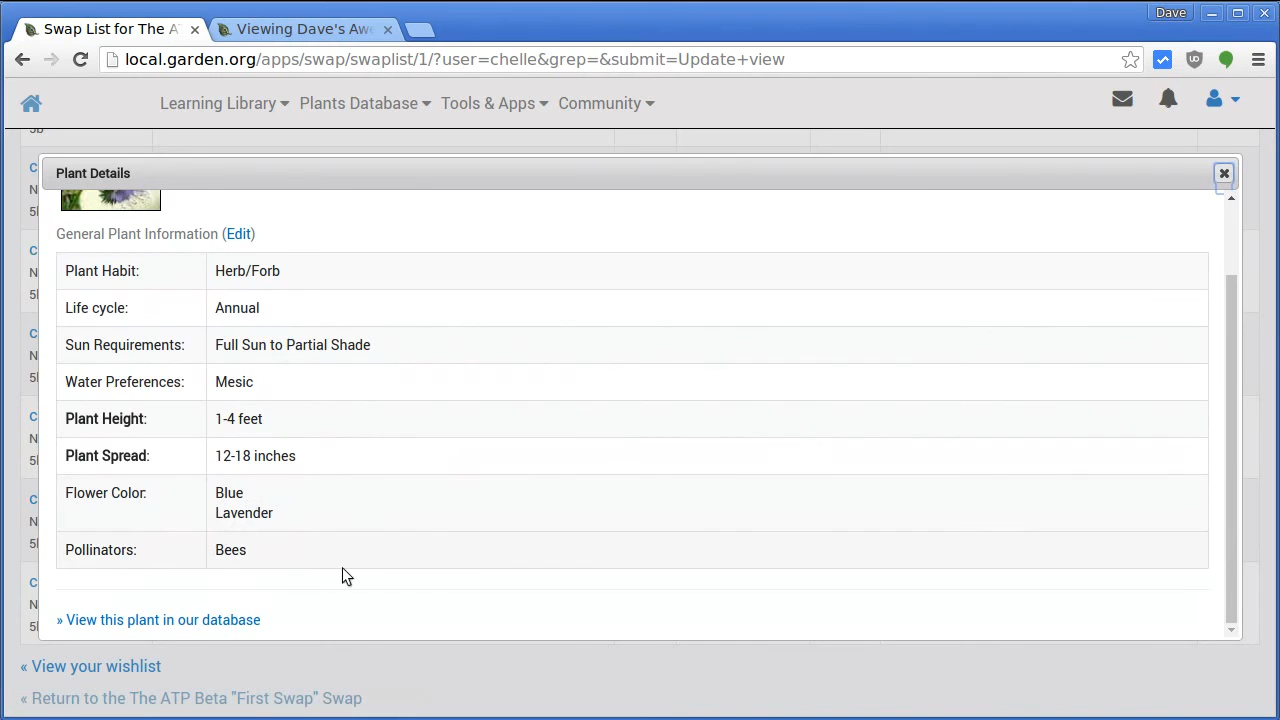 Dave
Swap List for The A
Viewing Dave's Aw
local.garden.org/apps/swap/swaplist/1/?user=chelle&grep=&submit=Update+view
Learning Library Plants Database Tools & Apps Community
5b
Plant Details
General Plant Information (Edit)
Plant Habit: Herb/Forb
Life cycle: Annual
Sun Requirements: Full Sun to Partial Shade
Water Preferences: Mesic
Plant Height: 1-4 feet
Plant Spread: 12-18 inches
Flower Color: Blue
Lavender
Pollinators: Bees
» View this plant in our database
« View your wishlist
« Return to the The ATP Beta "First Swap" Swap